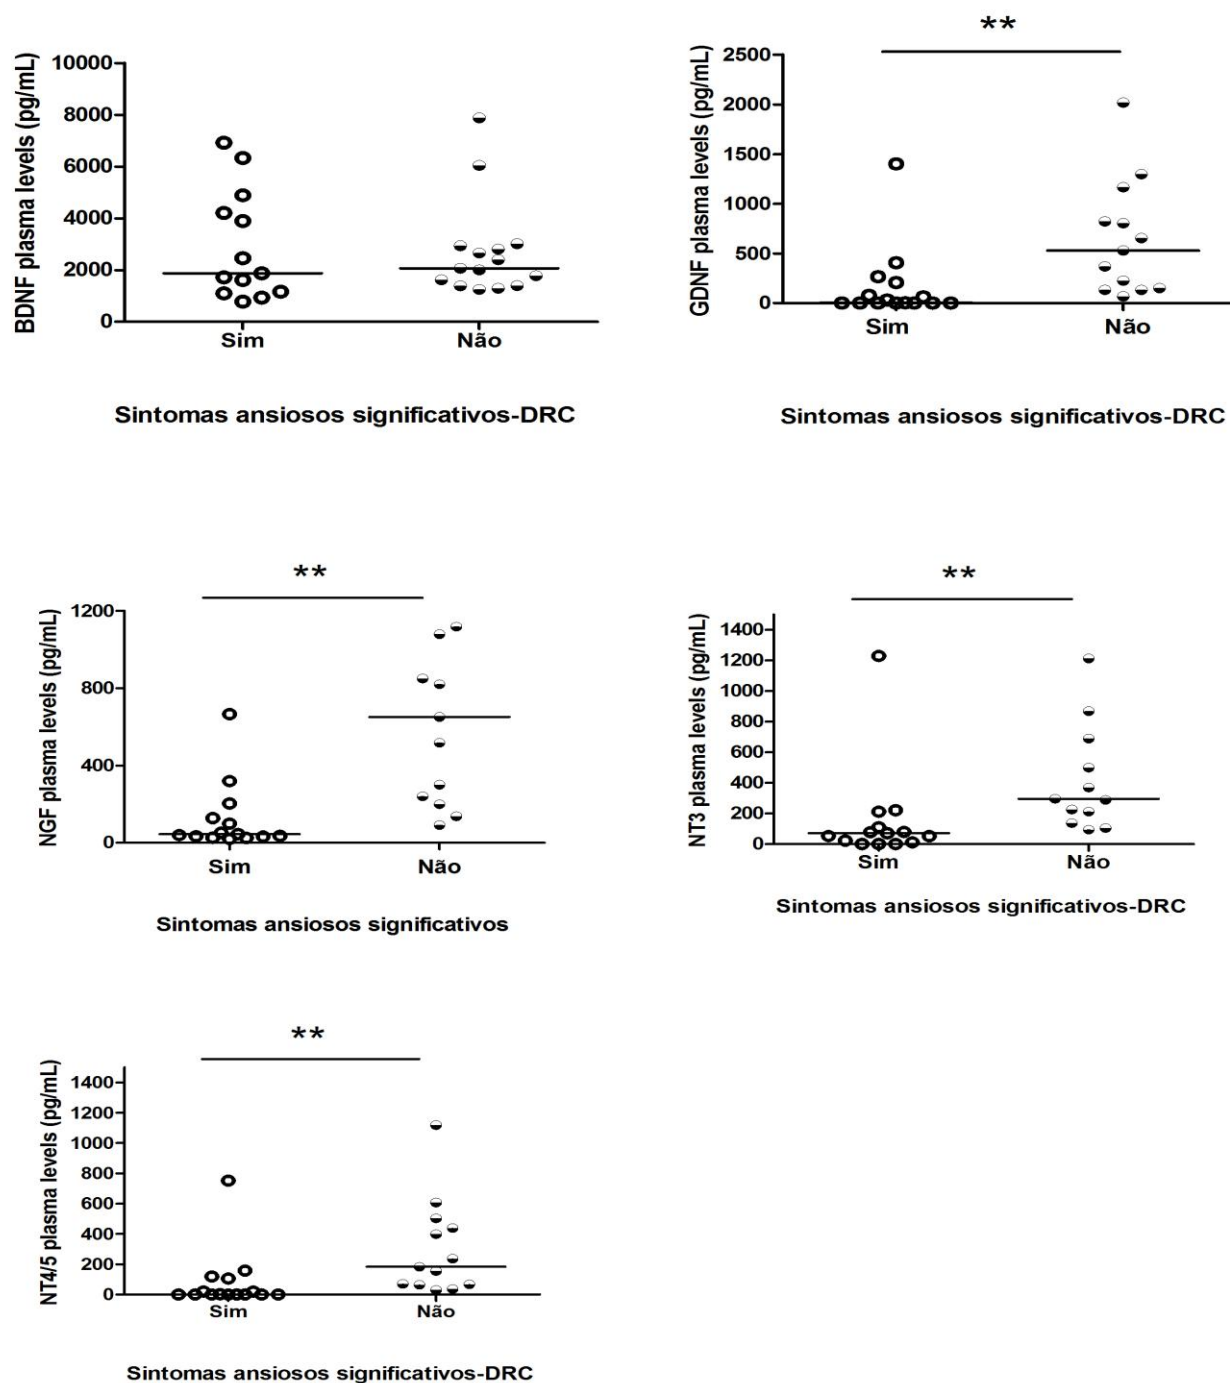 BDNF plasma levels (pg/mL)
10000
8000
6000
4000
2000
0
Sim Não
Sintomas ansiosos significativos-DRC
**
GDNF plasma levels (pg/mL)
2500
2000
1500
1000
500
0
Sim Não
Sintomas ansiosos significativos-DRC
**
NGF plasma levels (pg/mL)
1200
800
400
0
Sim Não
Sintomas ansiosos significativos
**
NT3 plasma levels (pg/mL)
1400
1200
1000
800
600
400
200
0
Sim Não
Sintomas ansiosos significativos-DRC
**
NT4/5 plasma levels (pg/mL)
1400
1200
1000
800
600
400
200
0
Sim Não
Sintomas ansiosos significativos-DRC